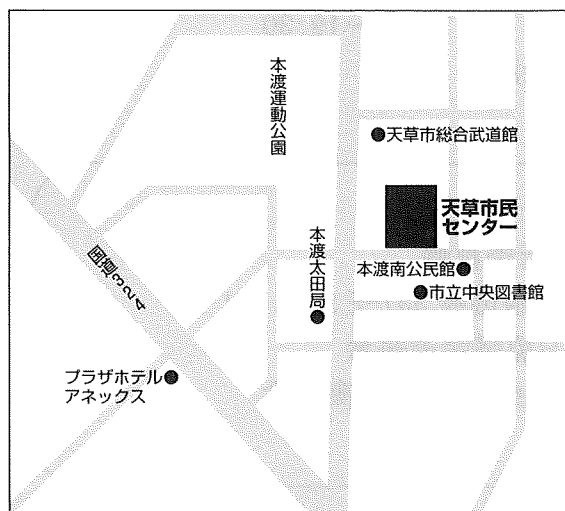 本渡運動公園
天草市総合武道館
天草市民
センター
本渡太田局
本渡南公民館
市立中央図書館
国道324
プラザホテル
アネックス